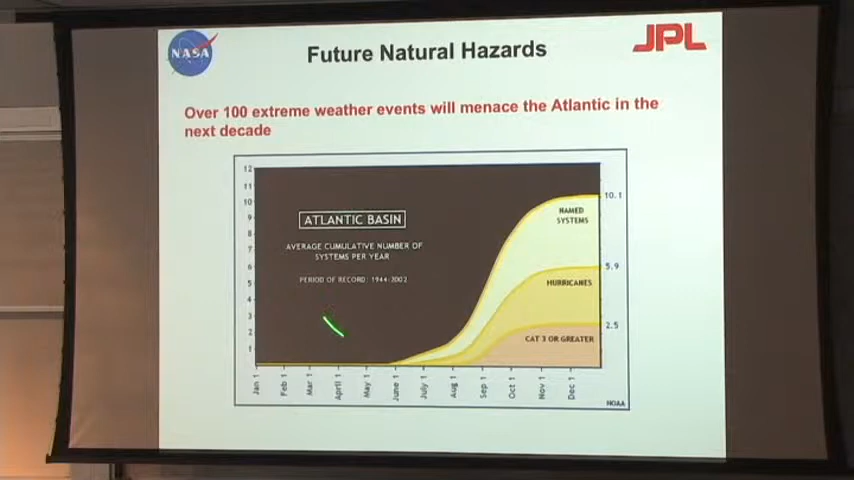 NASA
JPL
Future Natural Hazards
Over 100 extreme weather events will menace the Atlantic in the
next decade
12
11
10
9
8
7
6
5
4
3
2
1
ATLANTIC BASIN
AVERAGE CUMULATIVE NUMBER OF
SYSTEMS PER YEAR
PERIOD OF RECORD: 1944-2002
NAMED
SYSTEMS
HURRICANES
CAT 3 OR GREATER
10.1
5.9
2.5
Jan 1
Feb 1
Mar 1
April 1
May 1
June 1
July 1
Aug 1
Sep 1
Oct 1
Nov 1
Dec 1
NOAA